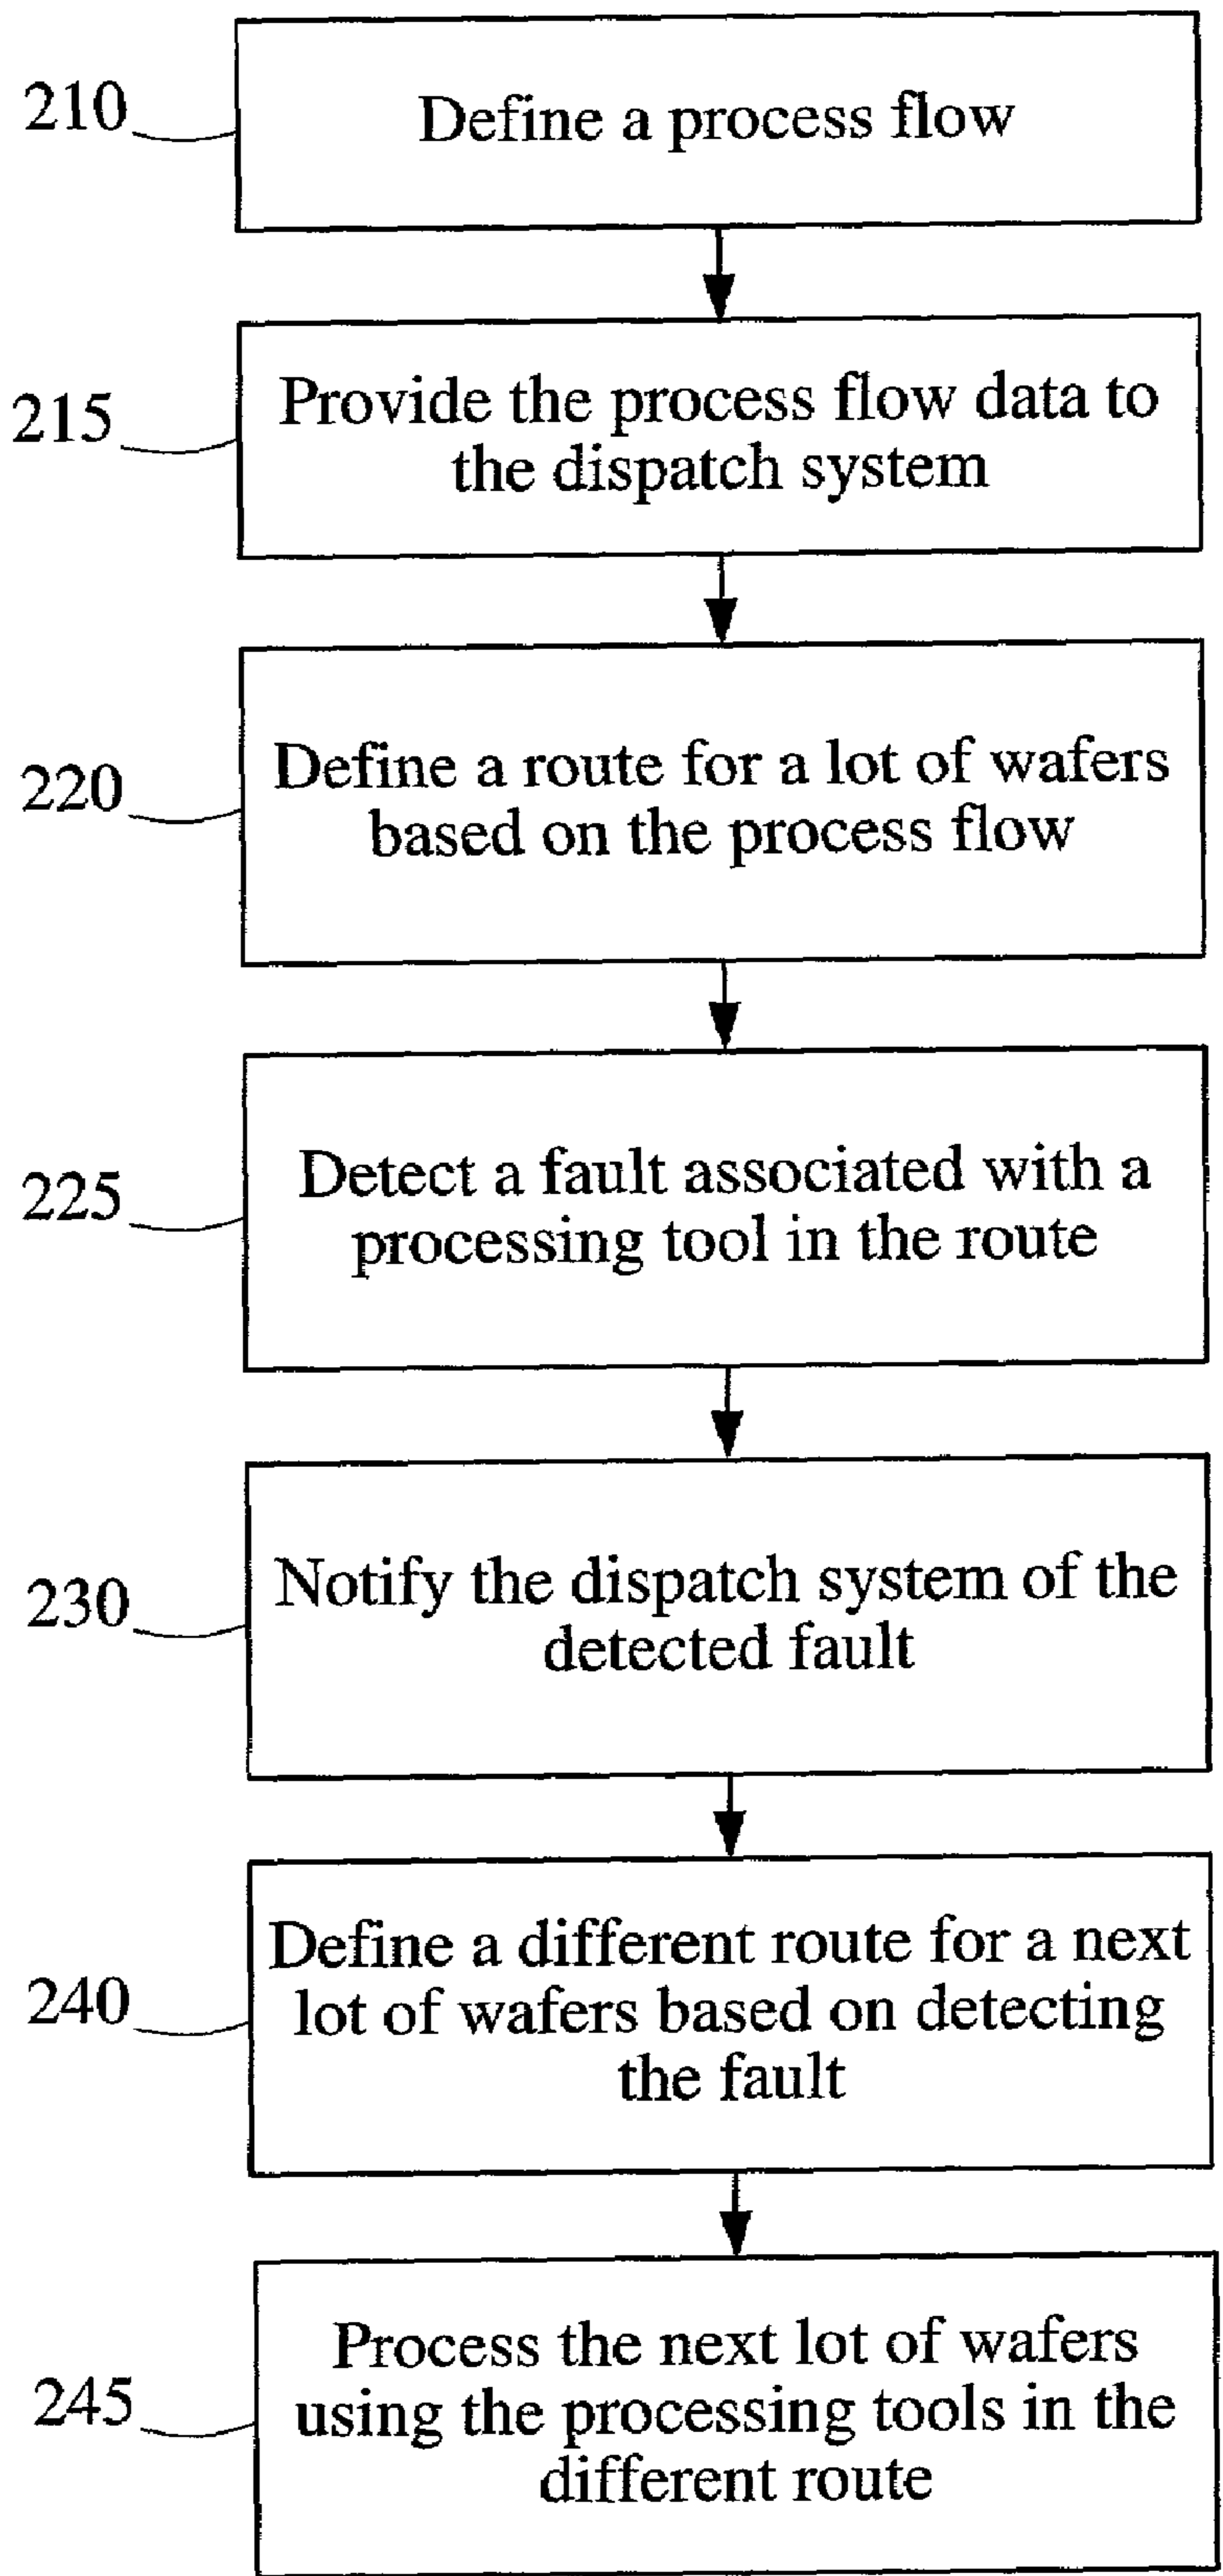 210
Define a process flow
215
Provide the process flow data to
the dispatch system
220
Define a route for a lot of wafers
based on the process flow
225
Detect a fault associated with a
processing tool in the route
230
Notify the dispatch system of the
detected fault
240
Define a different route for a next
lot of wafers based on detecting
the fault
245
Process the next lot of wafers
using the processing tools in the
different route